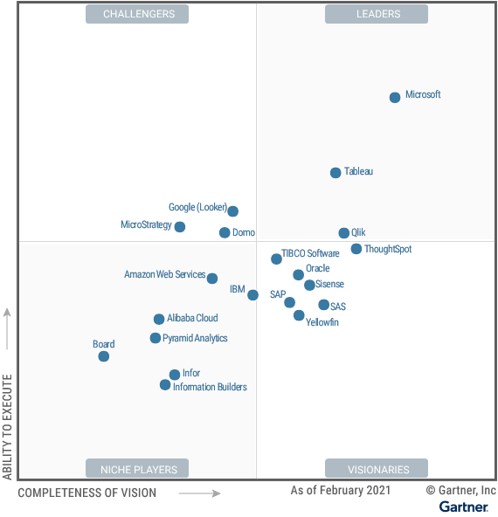 CHALLENGERS
LEADERS
Microsoft
Tableau
Google (Looker)
MicroStrategy
Domo
Qlik
ThoughtSpot
TIBCO Software
Oracle
Amazon Web Services
Sisense
IBM
SAP
SAS
Yellowfin
Alibaba Cloud
Pyramid Analytics
Board
Infor
Information Builders
ABILITY TO EXECUTE
NICHE PLAYERS
VISIONARIES
COMPLETENESS OF VISION
As of February 2021
© Gartner, Inc
Gartner